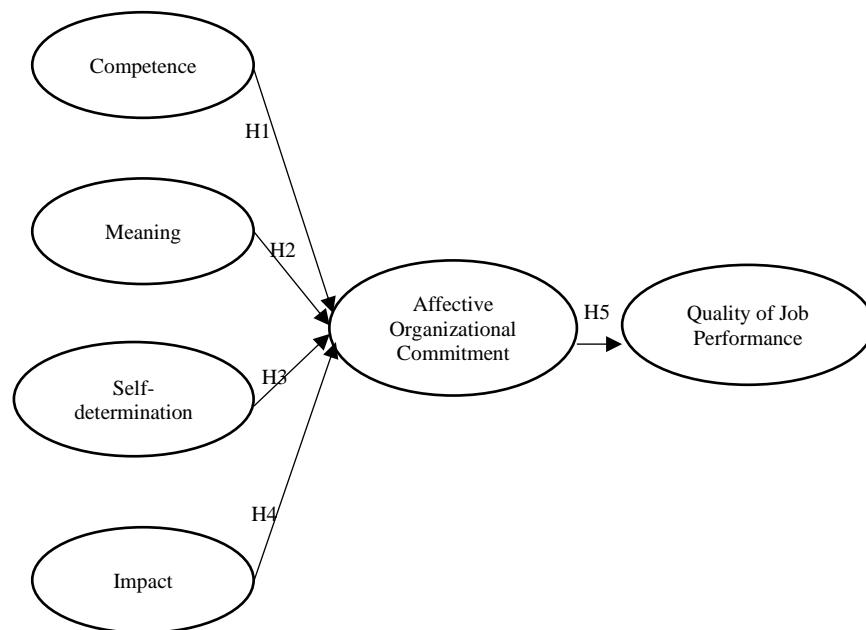 Competence
H1
Meaning
H2
Affective
Organizational
Commitment
H5
Quality of Job
Performance
Self-
determination
H3
H4
Impact